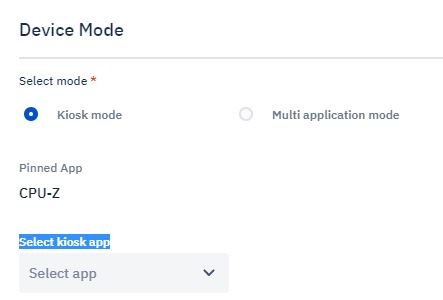 Device Mode
Select mode *
Kiosk mode
Multi application mode
Pinned App
CPU-Z
Select kiosk app
Select app